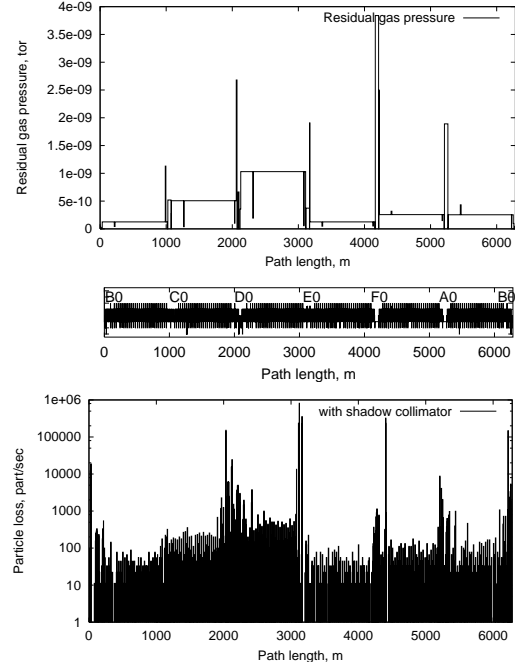 4e-09
Residual gas pressure
3.5e-09
3e-09
2.5e-09
2e-09
1.5e-09
1e-09
5e-10
0
Residual gas pressure, tor
0 1000 2000 3000 4000 5000 6000
Path length, m
B0 C0 D0 E0 F0 A0 B0
0 1000 2000 3000 4000 5000 6000
Path length, m
1e+06
with shadow collimator
100000
10000
1000
100
10
1
Particle loss, part/sec
0 1000 2000 3000 4000 5000 6000
Path length, m